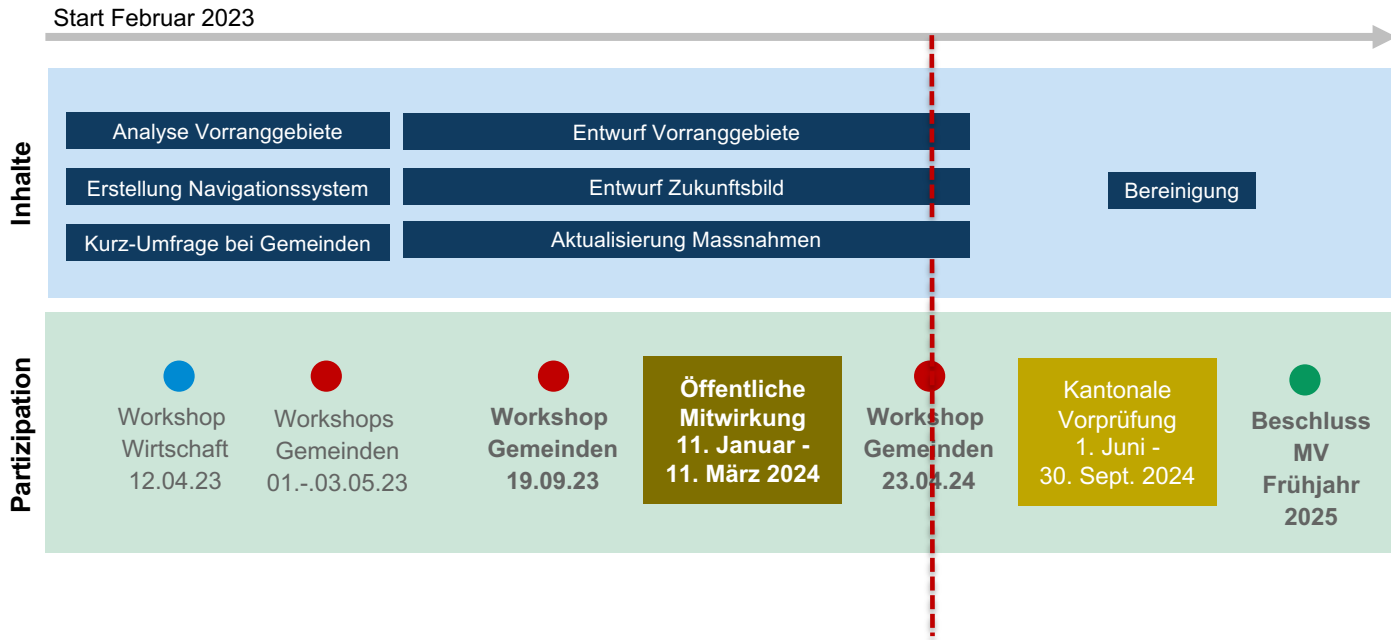 Start Februar 2023
Inhalte
Analyse Vorranggebiete
Entwurf Vorranggebiete
Erstellung Navigationssystem
Entwurf Zukunftsbild
Bereinigung
Kurz-Umfrage bei Gemeinden
Aktualisierung Massnahmen
Partizipation
Workshop
Wirtschaft
12.04.23
Workshops
Gemeinden
01.-.03.05.23
Workshop
Gemeinden
19.09.23
Öffentliche
Mitwirkung
11. Januar -
11. März 2024
Workshop
Gemeinden
23.04.24
Kantonale
Vorprüfung
1. Juni -
30. Sept. 2024
Beschluss
MV
Frühjahr
2025